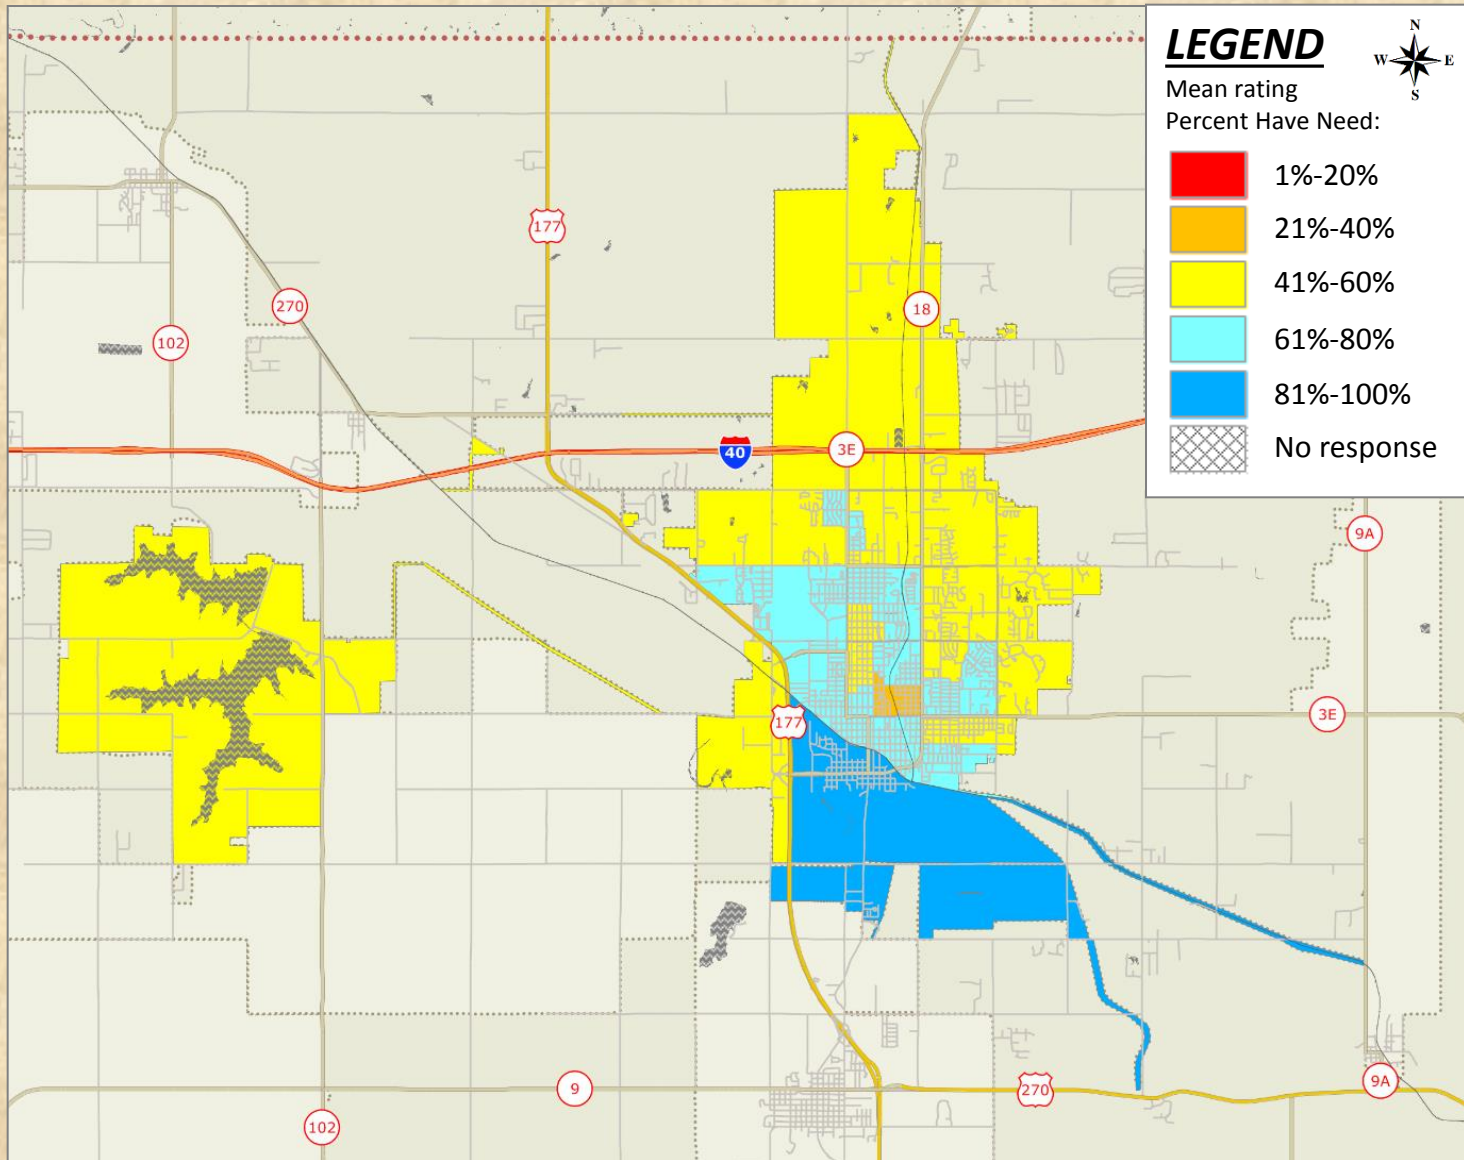 LEGEND
N
W E
S
Mean rating
Percent Have Need:
1%-20%
21%-40%
41%-60%
61%-80%
81%-100%
No response
177
270
18
102
40
3E
9A
177
3E
9
270
9A
102